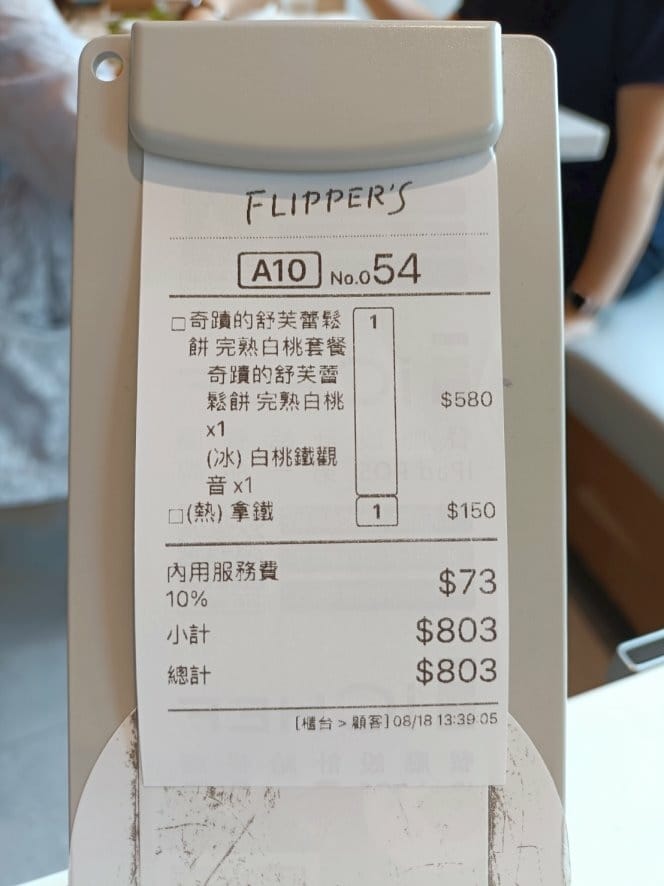 FLIPPER'S
A10 No.054
□奇蹟的舒芙蕾鬆 1
餅 完熟白桃套餐
奇蹟的舒芙蕾
鬆餅 完熟白桃 $580
x1
(冰) 白桃鐵觀
音 x1
□(熱) 拿鐵 1 $150
內用服務費 $73
10%
小計 $803
總計 $803
[櫃台 > 顧客] 08/18 13:39:05